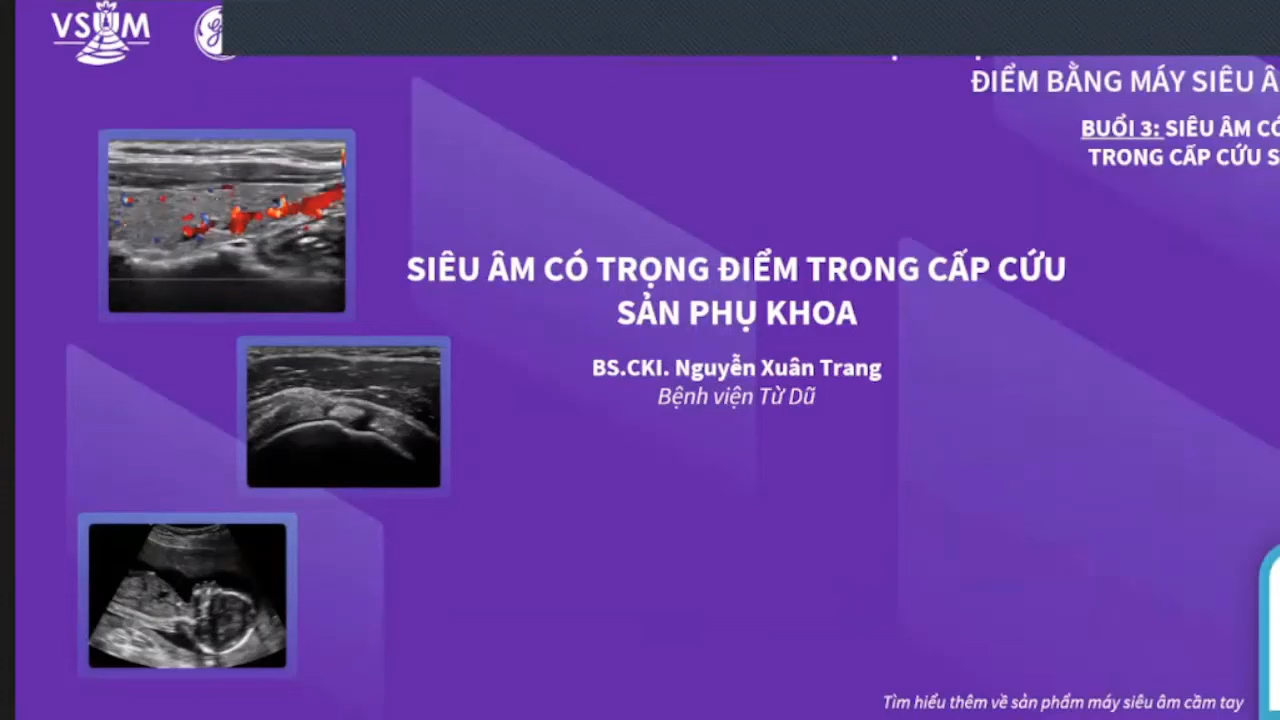 VSUM
ĐIỂM BẰNG MÁY SIÊU Â
BUỔI 3: SIÊU ÂM CÓ
TRONG CẤP CỨU S
SIÊU ÂM CÓ TRỌNG ĐIỂM TRONG CẤP CỨU
SẢN PHỤ KHOA
BS.CKI. Nguyễn Xuân Trang
Bệnh viện Từ Dũ
Tìm hiểu thêm về sản phẩm máy siêu âm cầm tay